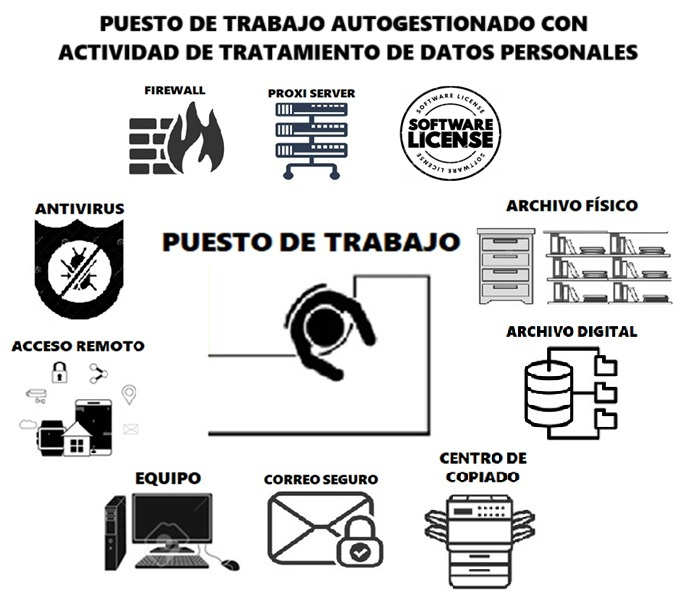 PUESTO DE TRABAJO AUTOGESTIONADO CON
ACTIVIDAD DE TRATAMIENTO DE DATOS PERSONALES
FIREWALL
PROXI SERVER
SOFTWARE LICENSE
SOFTWARE
LICENSE
SOFTWARE LICENSE
ANTIVIRUS
ARCHIVO FÍSICO
PUESTO DE TRABAJO
ACCESO REMOTO
ARCHIVO DIGITAL
EQUIPO
CORREO SEGURO
CENTRO DE
COPIADO